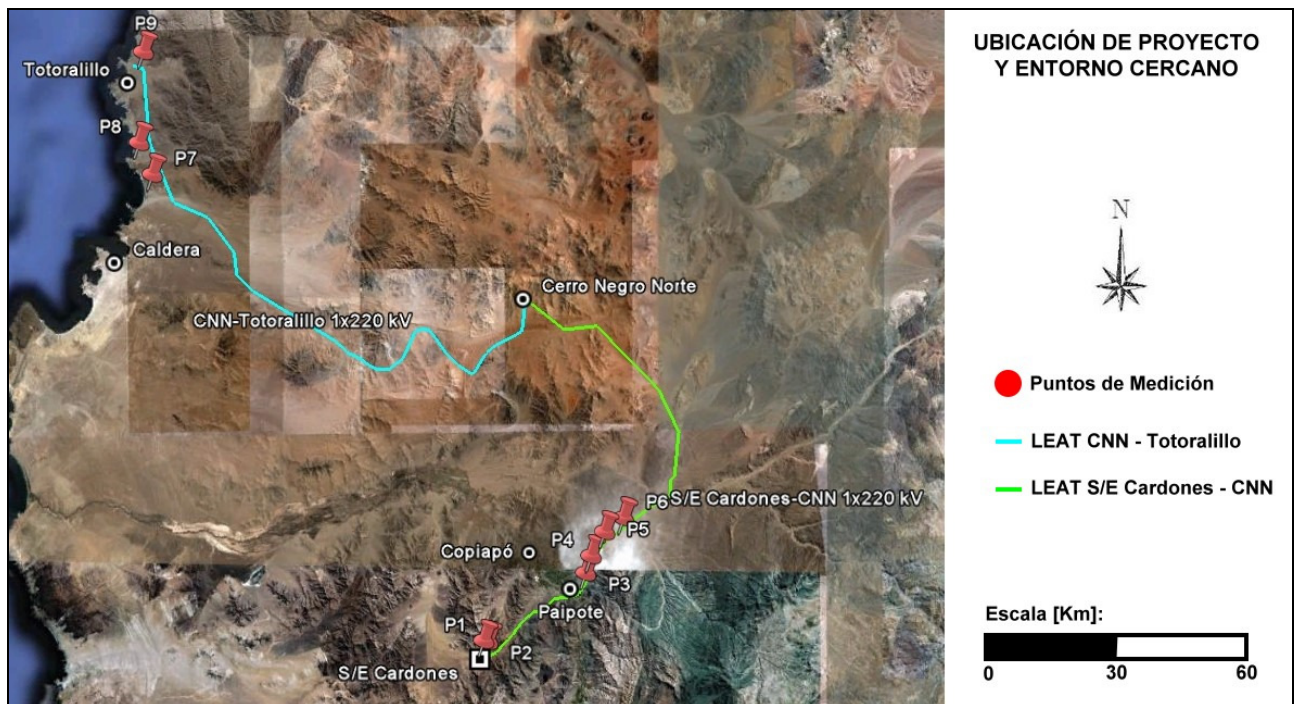 P9
Totoralillo
P8
P7
Caldera
Cerro Negro Norte
CNN-Totoralillo 1x220 kV
P6
S/E Cardones-CNN 1x220 kV
P5
P4
Copiapó
P3
Paipote
P1
P2
S/E Cardones
UBICACIÓN DE PROYECTO
Y ENTORNO CERCANO
N
Puntos de Medición
LEAT CNN - Totoralillo
LEAT S/E Cardones - CNN
Escala [Km]:
0 30 60